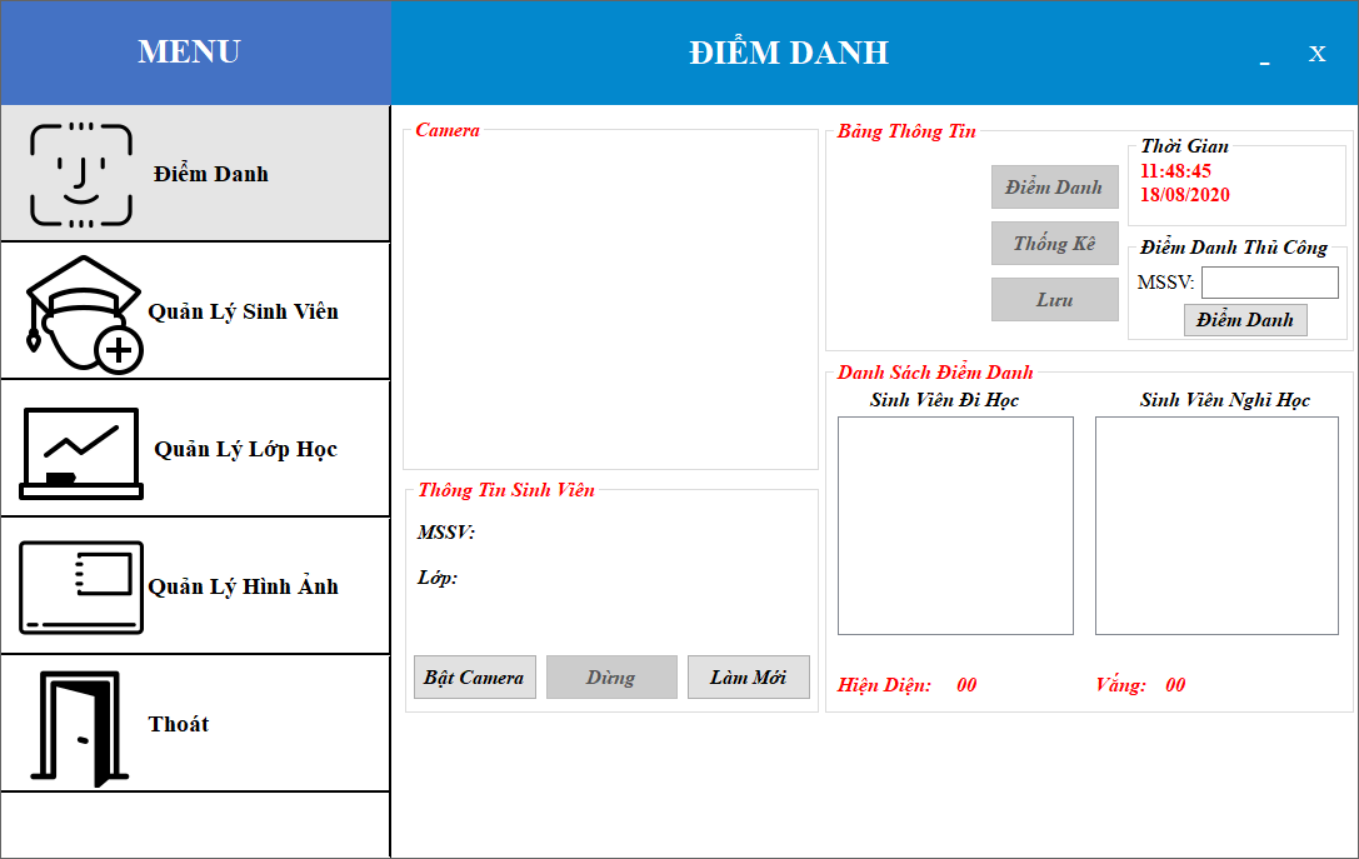 MENU
ĐIỂM DANH
_ X
Điểm Danh
Quản Lý Sinh Viên
Quản Lý Lớp Học
Quản Lý Hình Ảnh
Thoát
Camera
Thông Tin Sinh Viên
MSSV:
Lớp:
Bật Camera
Dừng
Làm Mới
Bảng Thông Tin
Điểm Danh
Thống Kê
Lưu
Thời Gian
11:48:45
18/08/2020
Điểm Danh Thủ Công
MSSV:
Điểm Danh
Danh Sách Điểm Danh
Sinh Viên Đi Học
Sinh Viên Nghỉ Học
Hiện Diện: 00
Vắng: 00